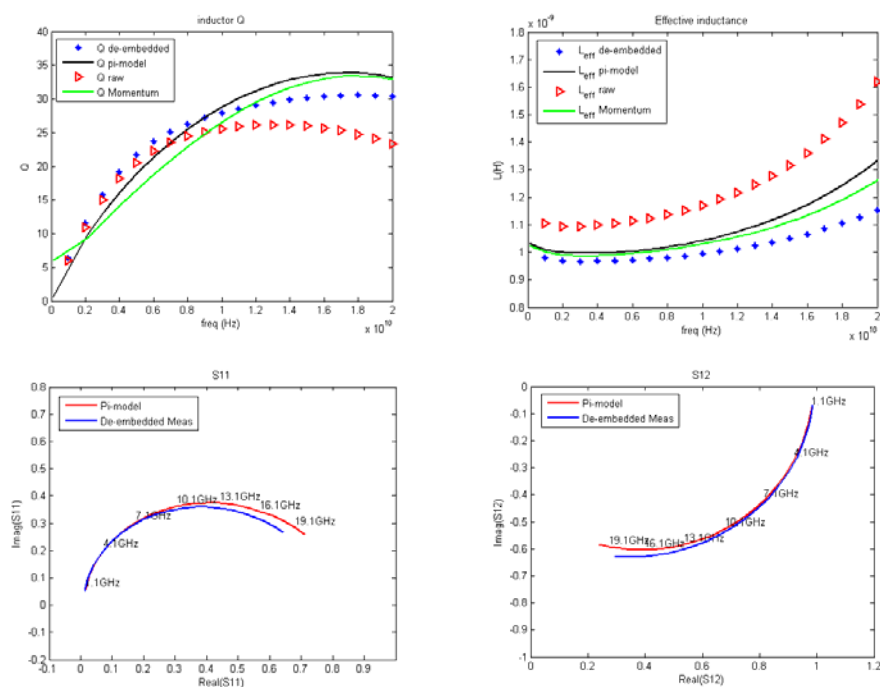 inductor Q
40
35
30
25
20
15
10
5
0
Q
Q de-embedded
Q pi-model
Q raw
Q Momentum
0 0.2 0.4 0.6 0.8 1 1.2 1.4 1.6 1.8 2
freq (Hz)
x 10^10
Effective inductance
x 10^-9
1.8
1.7
1.6
1.5
1.4
1.3
1.2
1.1
1
0.9
0.8
L(H)
L_eff de-embedded
L_eff pi-model
L_eff raw
L_eff Momentum
0 0.2 0.4 0.6 0.8 1 1.2 1.4 1.6 1.8 2
freq (Hz)
x 10^10
S11
0.8
0.7
0.6
0.5
0.4
0.3
0.2
0.1
0
-0.1
-0.2
Imag(S11)
Pi-model
De-embedded Meas
10.1GHz 13.1GHz
7.1GHz
16.1GHz
19.1GHz
4.1GHz
1.1GHz
-0.1 0 0.1 0.2 0.3 0.4 0.5 0.6 0.7 0.8 0.9
Real(S11)
S12
0
-0.1
-0.2
-0.3
-0.4
-0.5
-0.6
-0.7
-0.8
-0.9
-1
Imag(S12)
Pi-model
De-embedded Meas
1.1GHz
4.1GHz
7.1GHz
10.1GHz
13.1GHz
16.1GHz
19.1GHz
0 0.2 0.4 0.6 0.8 1 1.2
Real(S12)